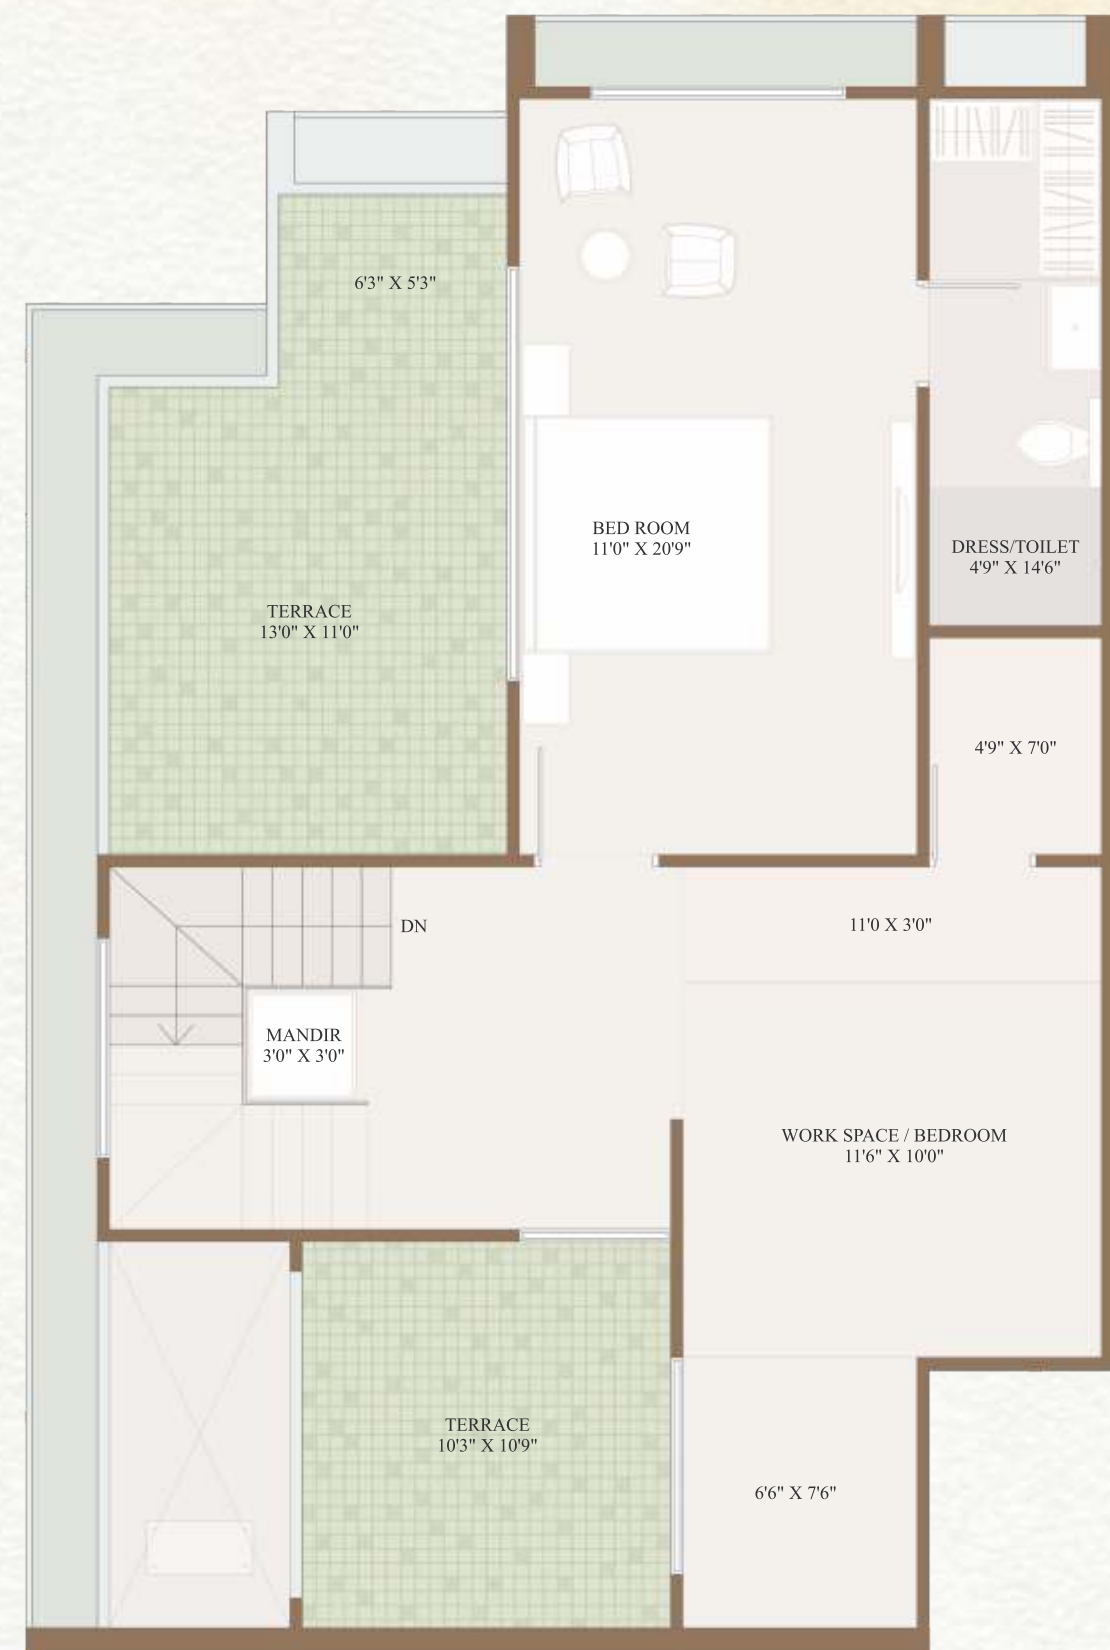 6'3" X 5'3"
BED ROOM
11'0" X 20'9"
DRESS/TOILET
4'9" X 14'6"
TERRACE
13'0" X 11'0"
4'9" X 7'0"
DN
11'0 X 3'0"
MANDIR
3'0" X 3'0"
WORK SPACE / BEDROOM
11'6" X 10'0"
TERRACE
10'3" X 10'9"
6'6" X 7'6"